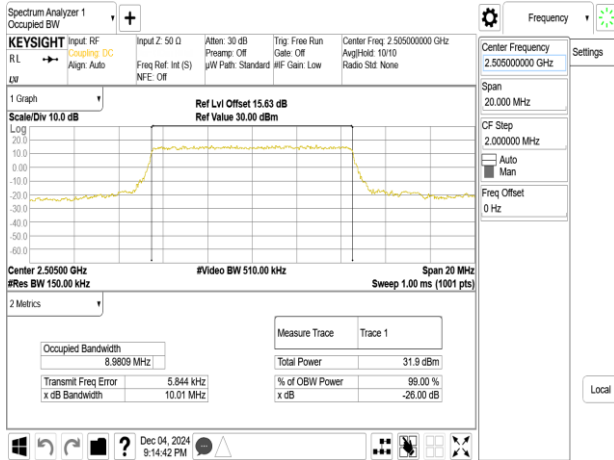 Spectrum Analyzer 1
Occupied BW
Frequency
KEYSIGHT
RL
LXI
Input: RF
Coupling: DC
Align: Auto
Input Z: 50 Ω
Freq Ref: Int (S)
NFE: Off
Atten: 30 dB
Preamp: Off
µW Path: Standard
Trig: Free Run
Gate: Off
#IF Gain: Low
Center Freq: 2.505000000 GHz
Avg|Hold: 10/10
Radio Std: None
Center Frequency
2.505000000 GHz
Settings
Span
20.000 MHz
CF Step
2.000000 MHz
Auto
Man
Freq Offset
0 Hz
Local
1 Graph
Scale/Div 10.0 dB
Ref Lvl Offset 15.63 dB
Ref Value 30.00 dBm
Log
20.0
10.0
0.00
-10.0
-20.0
-30.0
-40.0
-50.0
-60.0
Center 2.50500 GHz
#Video BW 510.00 kHz
Span 20 MHz
#Res BW 150.00 kHz
Sweep 1.00 ms (1001 pts)
2 Metrics
Measure Trace Trace 1
Occupied Bandwidth
8.9809 MHz
Total Power 31.9 dBm
Transmit Freq Error 5.844 kHz
% of OBW Power 99.00 %
x dB Bandwidth 10.01 MHz
x dB -26.00 dB
?
Dec 04, 2024
9:14:42 PM